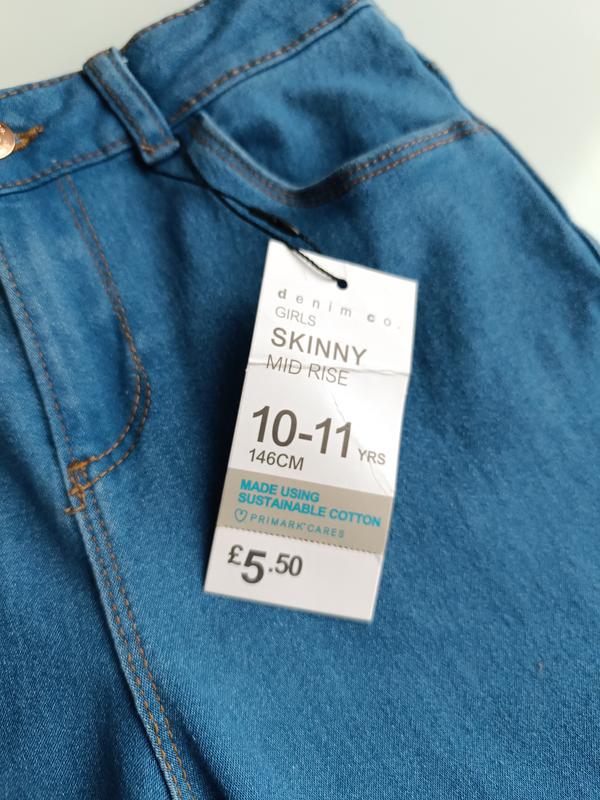 denim co.
GIRLS
SKINNY
MID RISE
10-11 YRS
146CM
MADE USING
SUSTAINABLE COTTON
PRIMARK CARES
£5.50